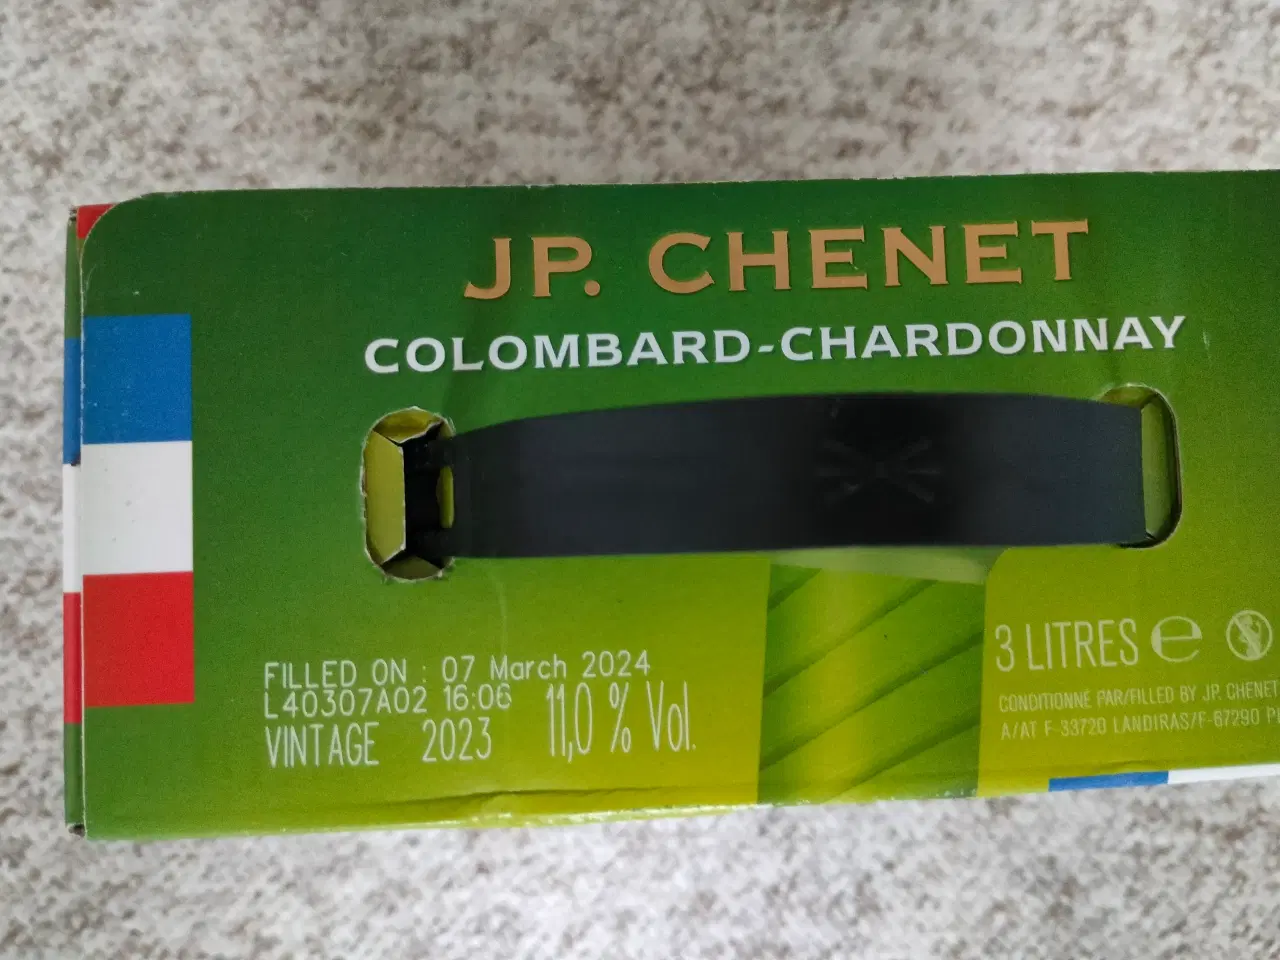 JP. CHENET
COLOMBARD-CHARDONNAY
FILLED ON : 07 March 2024
L40307A02 16:06
VINTAGE 2023 11,0 % Vol.
3 LITRES e
CONDITIONNÉ PAR/FILLED BY JP. CHENET
A/AT F-33720 LANDIRAS/F-67290